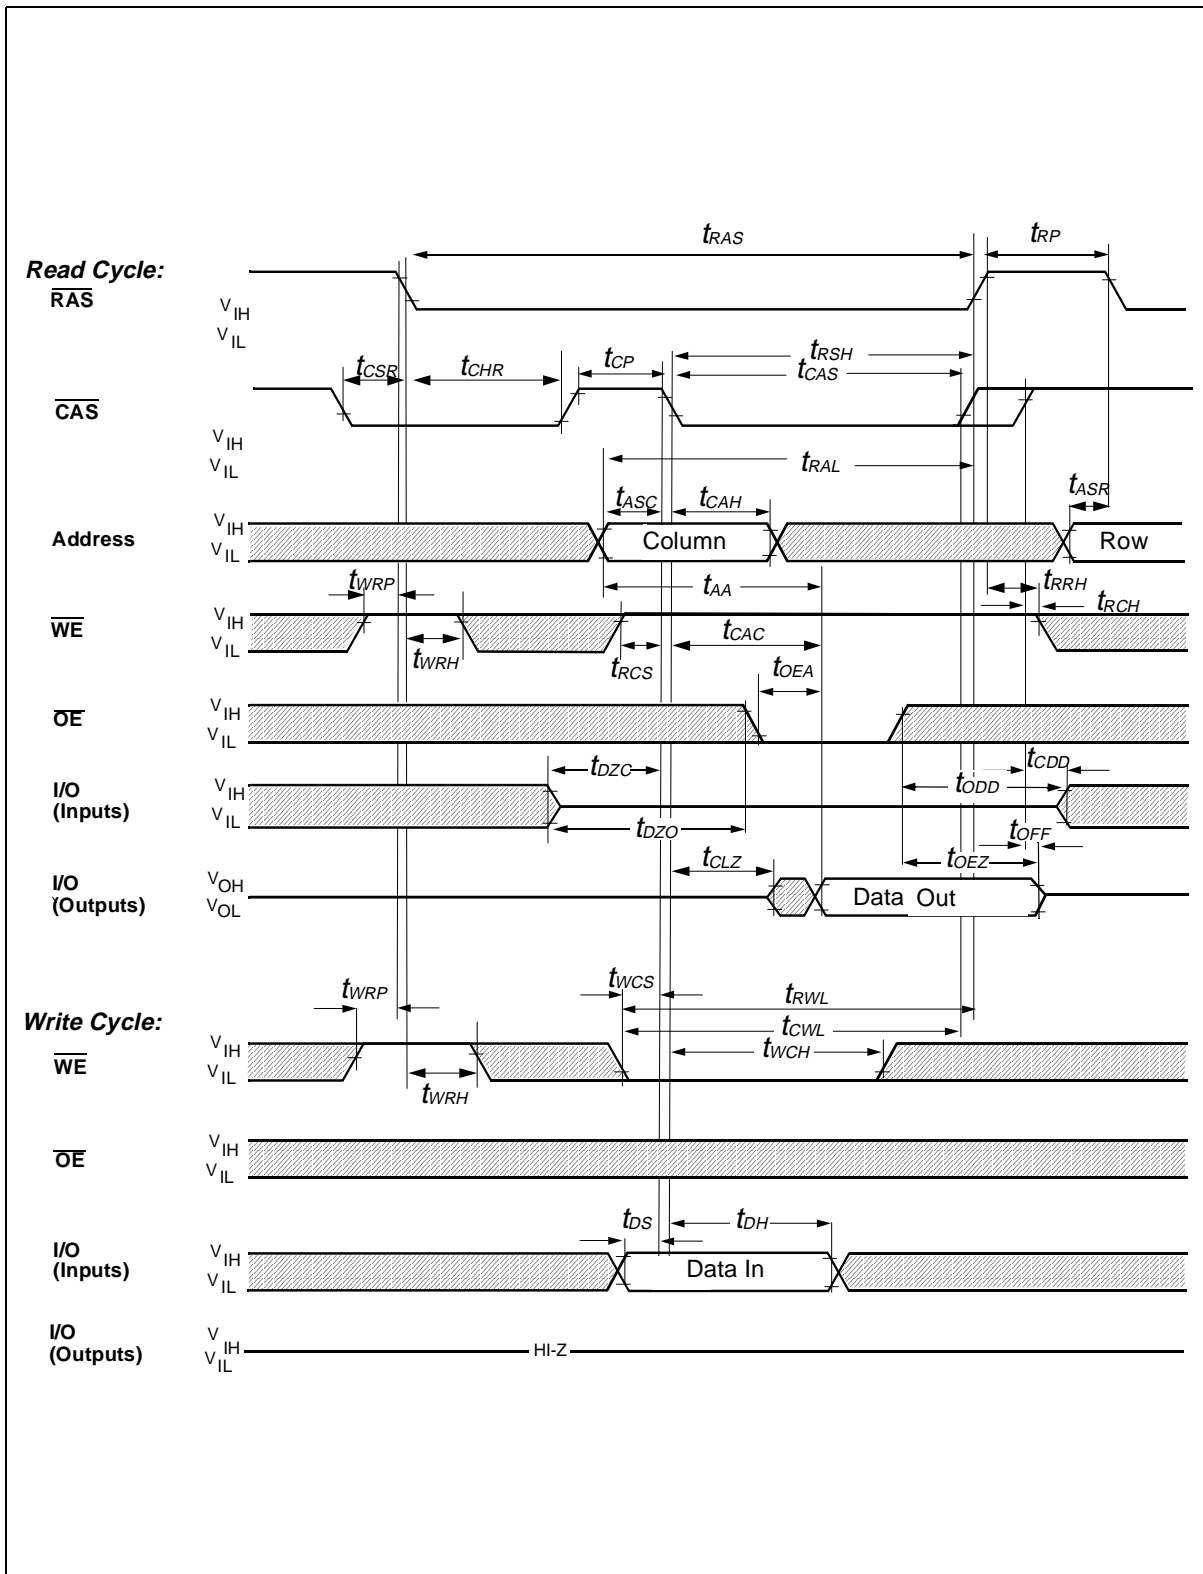 tRAS
tRP
Read Cycle:
RAS
VIH
VIL
tRSH
tCSR
tCHR
tCP
tCAS
CAS
VIH
VIL
tRAL
tASC
tCAH
tASR
Address
VIH
VIL
Column
Row
tWRP
tAA
tRRH
tRCH
WE
VIH
VIL
tCAC
tWRH
tRCS
tOEA
OE
VIH
VIL
tDZC
tCDD
tODD
I/O
(Inputs)
VIH
VIL
tDZO
tOFF
tCLZ
tOEZ
I/O
(Outputs)
VOH
VOL
Data Out
tWCS
tWRP
tRWL
Write Cycle:
tCWL
tWCH
WE
VIH
VIL
tWRH
OE
VIH
VIL
tDS
tDH
I/O
(Inputs)
VIH
VIL
Data In
I/O
(Outputs)
VIH
VIL
HI-Z